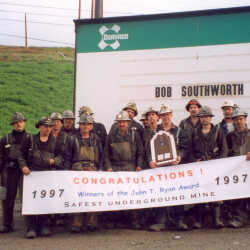 BOB SOUTHWORTH
CONGRATULATIONS !
1997 Winners of the John T. Ryan Award 1997
SAFEST UNDERGROUND MINE